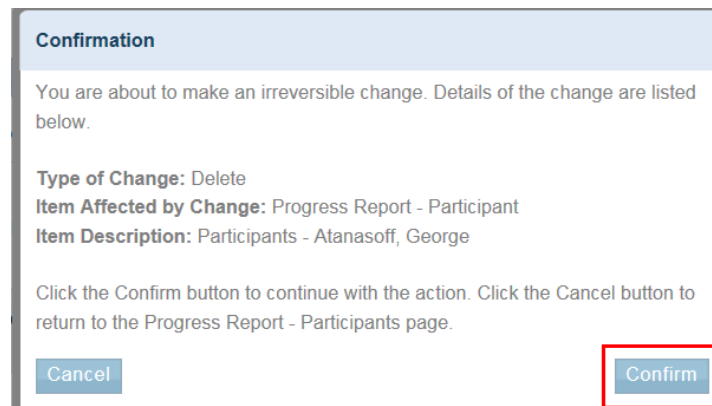 Confirmation
You are about to make an irreversible change. Details of the change are listed
below.
Type of Change: Delete
Item Affected by Change: Progress Report - Participant
Item Description: Participants - Atanasoff, George
Click the Confirm button to continue with the action. Click the Cancel button to
return to the Progress Report - Participants page.
Cancel
Confirm